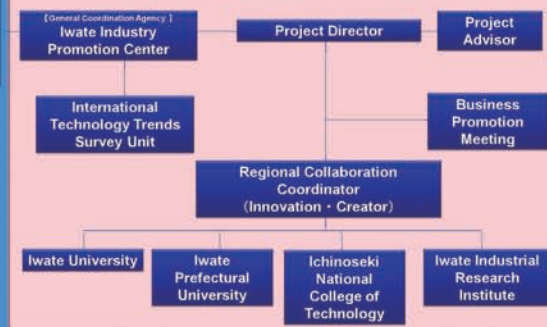 [General Coordination Agency]
Iwate Industry
Promotion Center
Project Director
Project
Advisor
International
Technology Trends
Survey Unit
Business
Promotion
Meeting
Regional Collaboration
Coordinator
(Innovation・Creator)
Iwate University
Iwate
Prefectural
University
Ichinoseki
National
College of
Technology
Iwate Industrial
Research
Institute